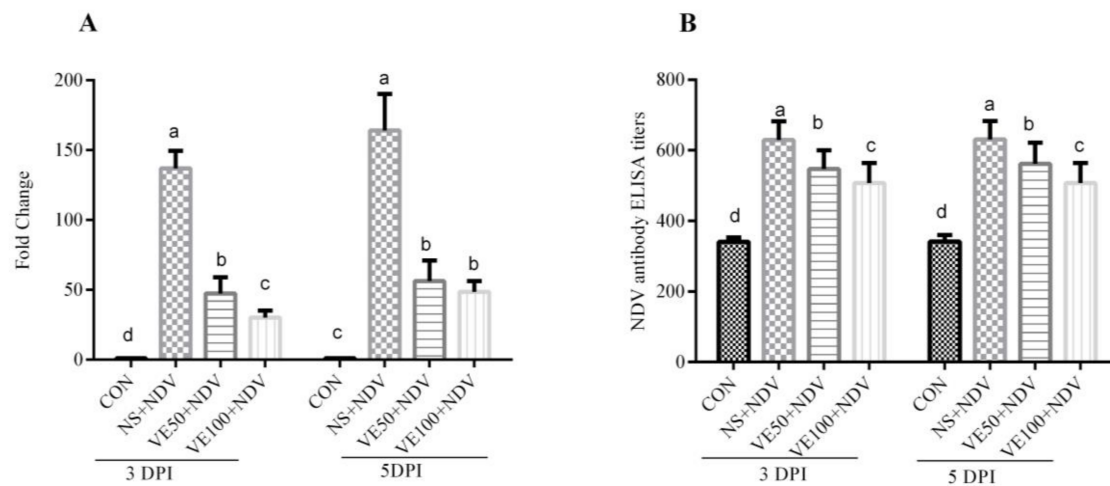 A
Fold Change
200
150
100
50
0
a
b
c
d
a
b
b
c
CON
NS+NDV
VE50+NDV
VE100+NDV
CON
NS+NDV
VE50+NDV
VE100+NDV
3 DPI
5DPI
B
NDV antibody ELISA titers
800
600
400
200
0
d
a
b
c
d
a
b
c
CON
NS+NDV
VE50+NDV
VE100+NDV
CON
NS+NDV
VE50+NDV
VE100+NDV
3 DPI
5 DPI